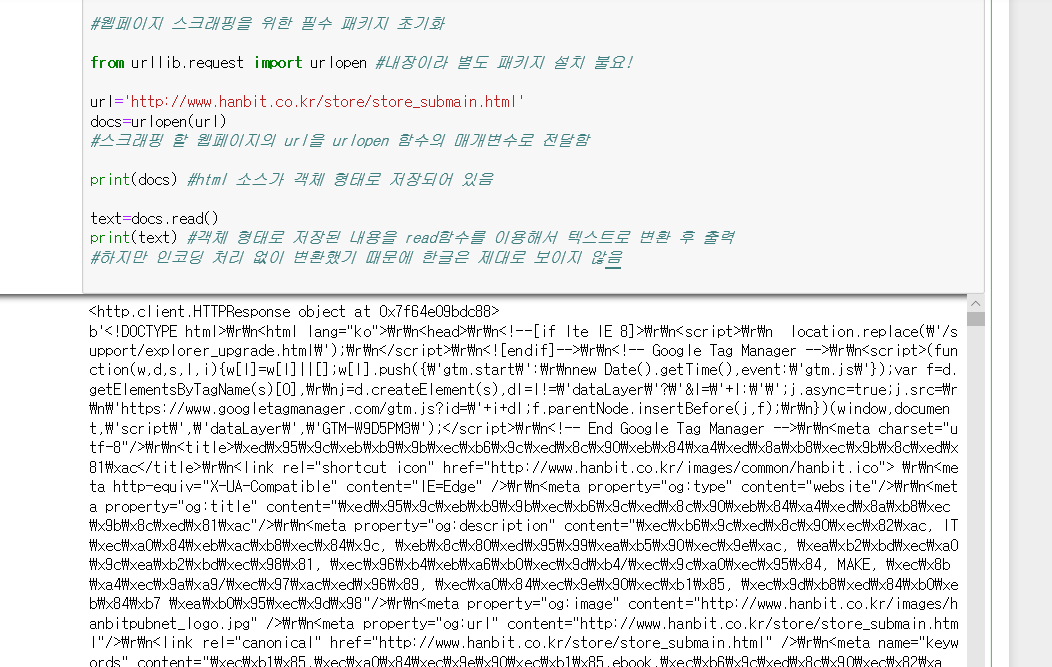 #웹페이지 스크래핑을 위한 필수 패키지 초기화
from urllib.request import urlopen #내장이라 별도 패키지 설치 불요!
url='http://www.hanbit.co.kr/store/store_submain.html'
docs=urlopen(url)
#스크래핑 할 웹페이지의 url을 urlopen 함수의 매개변수로 전달함
print(docs) #html 소스가 객체 형태로 저장되어 있음
text=docs.read()
print(text) #객체 형태로 저장된 내용을 read함수를 이용해서 텍스트로 변환 후 출력
#하지만 인코딩 처리 없이 변환했기 때문에 한글은 제대로 보이지 않음
<http.client.HTTPResponse object at 0x7f64e09bdc88>
b'<!DOCTYPE html>₩r₩n<html lang="ko">₩r₩n<head>₩r₩n<!--[if lte IE 8]>₩r₩n<script>₩r₩n  location.replace(₩'/s
upport/explorer_upgrade.html₩');₩r₩n</script>₩r₩n<![endif]-->₩r₩n<!-- Google Tag Manager -->₩r₩n<script>(func
tion(w,d,s,l,i){w[l]=w[l]||[];w[l].push({₩'gtm.start₩':₩r₩nnew Date().getTime(),event:₩'gtm.js₩'});var f=d.
getElementsByTagName(s)[0],₩r₩nj=d.createElement(s),dl=l!=₩'dataLayer₩'?₩'&l=₩'+l:₩'₩';j.async=true;j.src=₩r
₩n₩'https://www.googletagmanager.com/gtm.js?id=₩'+i+dl;f.parentNode.insertBefore(j,f);₩r₩n})(window,documen
t,₩'script₩',₩'dataLayer₩',₩'GTM-W9D5PM3₩');</script>₩r₩n<!-- End Google Tag Manager -->₩r₩n<meta charset="u
tf-8"/>₩r₩n<title>₩xed₩x95₩x9c₩xeb₩xb9₩x9b₩xec₩xb6₩x9c₩xed₩x8c₩x90₩xeb₩x84₩xa4₩xed₩x8a₩xb8₩xec₩x9b₩x8c₩xed₩x
81₩xac</title>₩r₩n<link rel="shortcut icon" href="http://www.hanbit.co.kr/images/common/hanbit.ico"> ₩r₩n<me
ta http-equiv="X-UA-Compatible" content="IE=Edge" />₩r₩n<meta property="og:type" content="website"/>₩r₩n<met
a property="og:title" content="₩xed₩x95₩x9c₩xeb₩xb9₩x9b₩xec₩xb6₩x9c₩xed₩x8c₩x90₩xeb₩x84₩xa4₩xed₩x8a₩xb8₩xec
₩x9b₩x8c₩xed₩x81₩xac"/>₩r₩n<meta property="og:description" content="₩xec₩xb6₩x9c₩xed₩x8c₩x90₩xec₩x82₩xac, IT
₩xec₩xa0₩x84₩xeb₩xac₩xb8₩xec₩x84₩x9c, ₩xeb₩x8c₩x80₩xed₩x95₩x99₩xea₩xb5₩x90₩xec₩x9e₩xac, ₩xea₩xb2₩xbd₩xec₩xa0
₩x9c₩xea₩xb2₩xbd₩xec₩x98₩x81, ₩xec₩x96₩xb4₩xeb₩xa6₩xb0₩xec₩x9d₩xb4/₩xec₩x9c₩xa0₩xec₩x95₩x84, MAKE, ₩xec₩x8b
₩xa4₩xec₩x9a₩xa9/₩xec₩x97₩xac₩xed₩x96₩x89, ₩xec₩xa0₩x84₩xec₩x9e₩x90₩xec₩xb1₩x85, ₩xec₩x9d₩xb8₩xed₩x84₩xb0₩xe
b₩x84₩xb7 ₩xea₩xb0₩x95₩xec₩x9d₩x98"/>₩r₩n<meta property="og:image" content="http://www.hanbit.co.kr/images/h
anbitpubnet_logo.jpg" />₩r₩n<meta property="og:url" content="http://www.hanbit.co.kr/store/store_submain.htm
l"/>₩r₩n<link rel="canonical" href="http://www.hanbit.co.kr/store/store_submain.html" />₩r₩n<meta name="keyw
ords" content="₩xec₩xb1₩x85,₩xec₩xa0₩x84₩xec₩x9e₩x90₩xec₩xb1₩x85,ebook,₩xec₩xb6₩x9c₩xed₩x8c₩x90₩xec₩x82₩xa